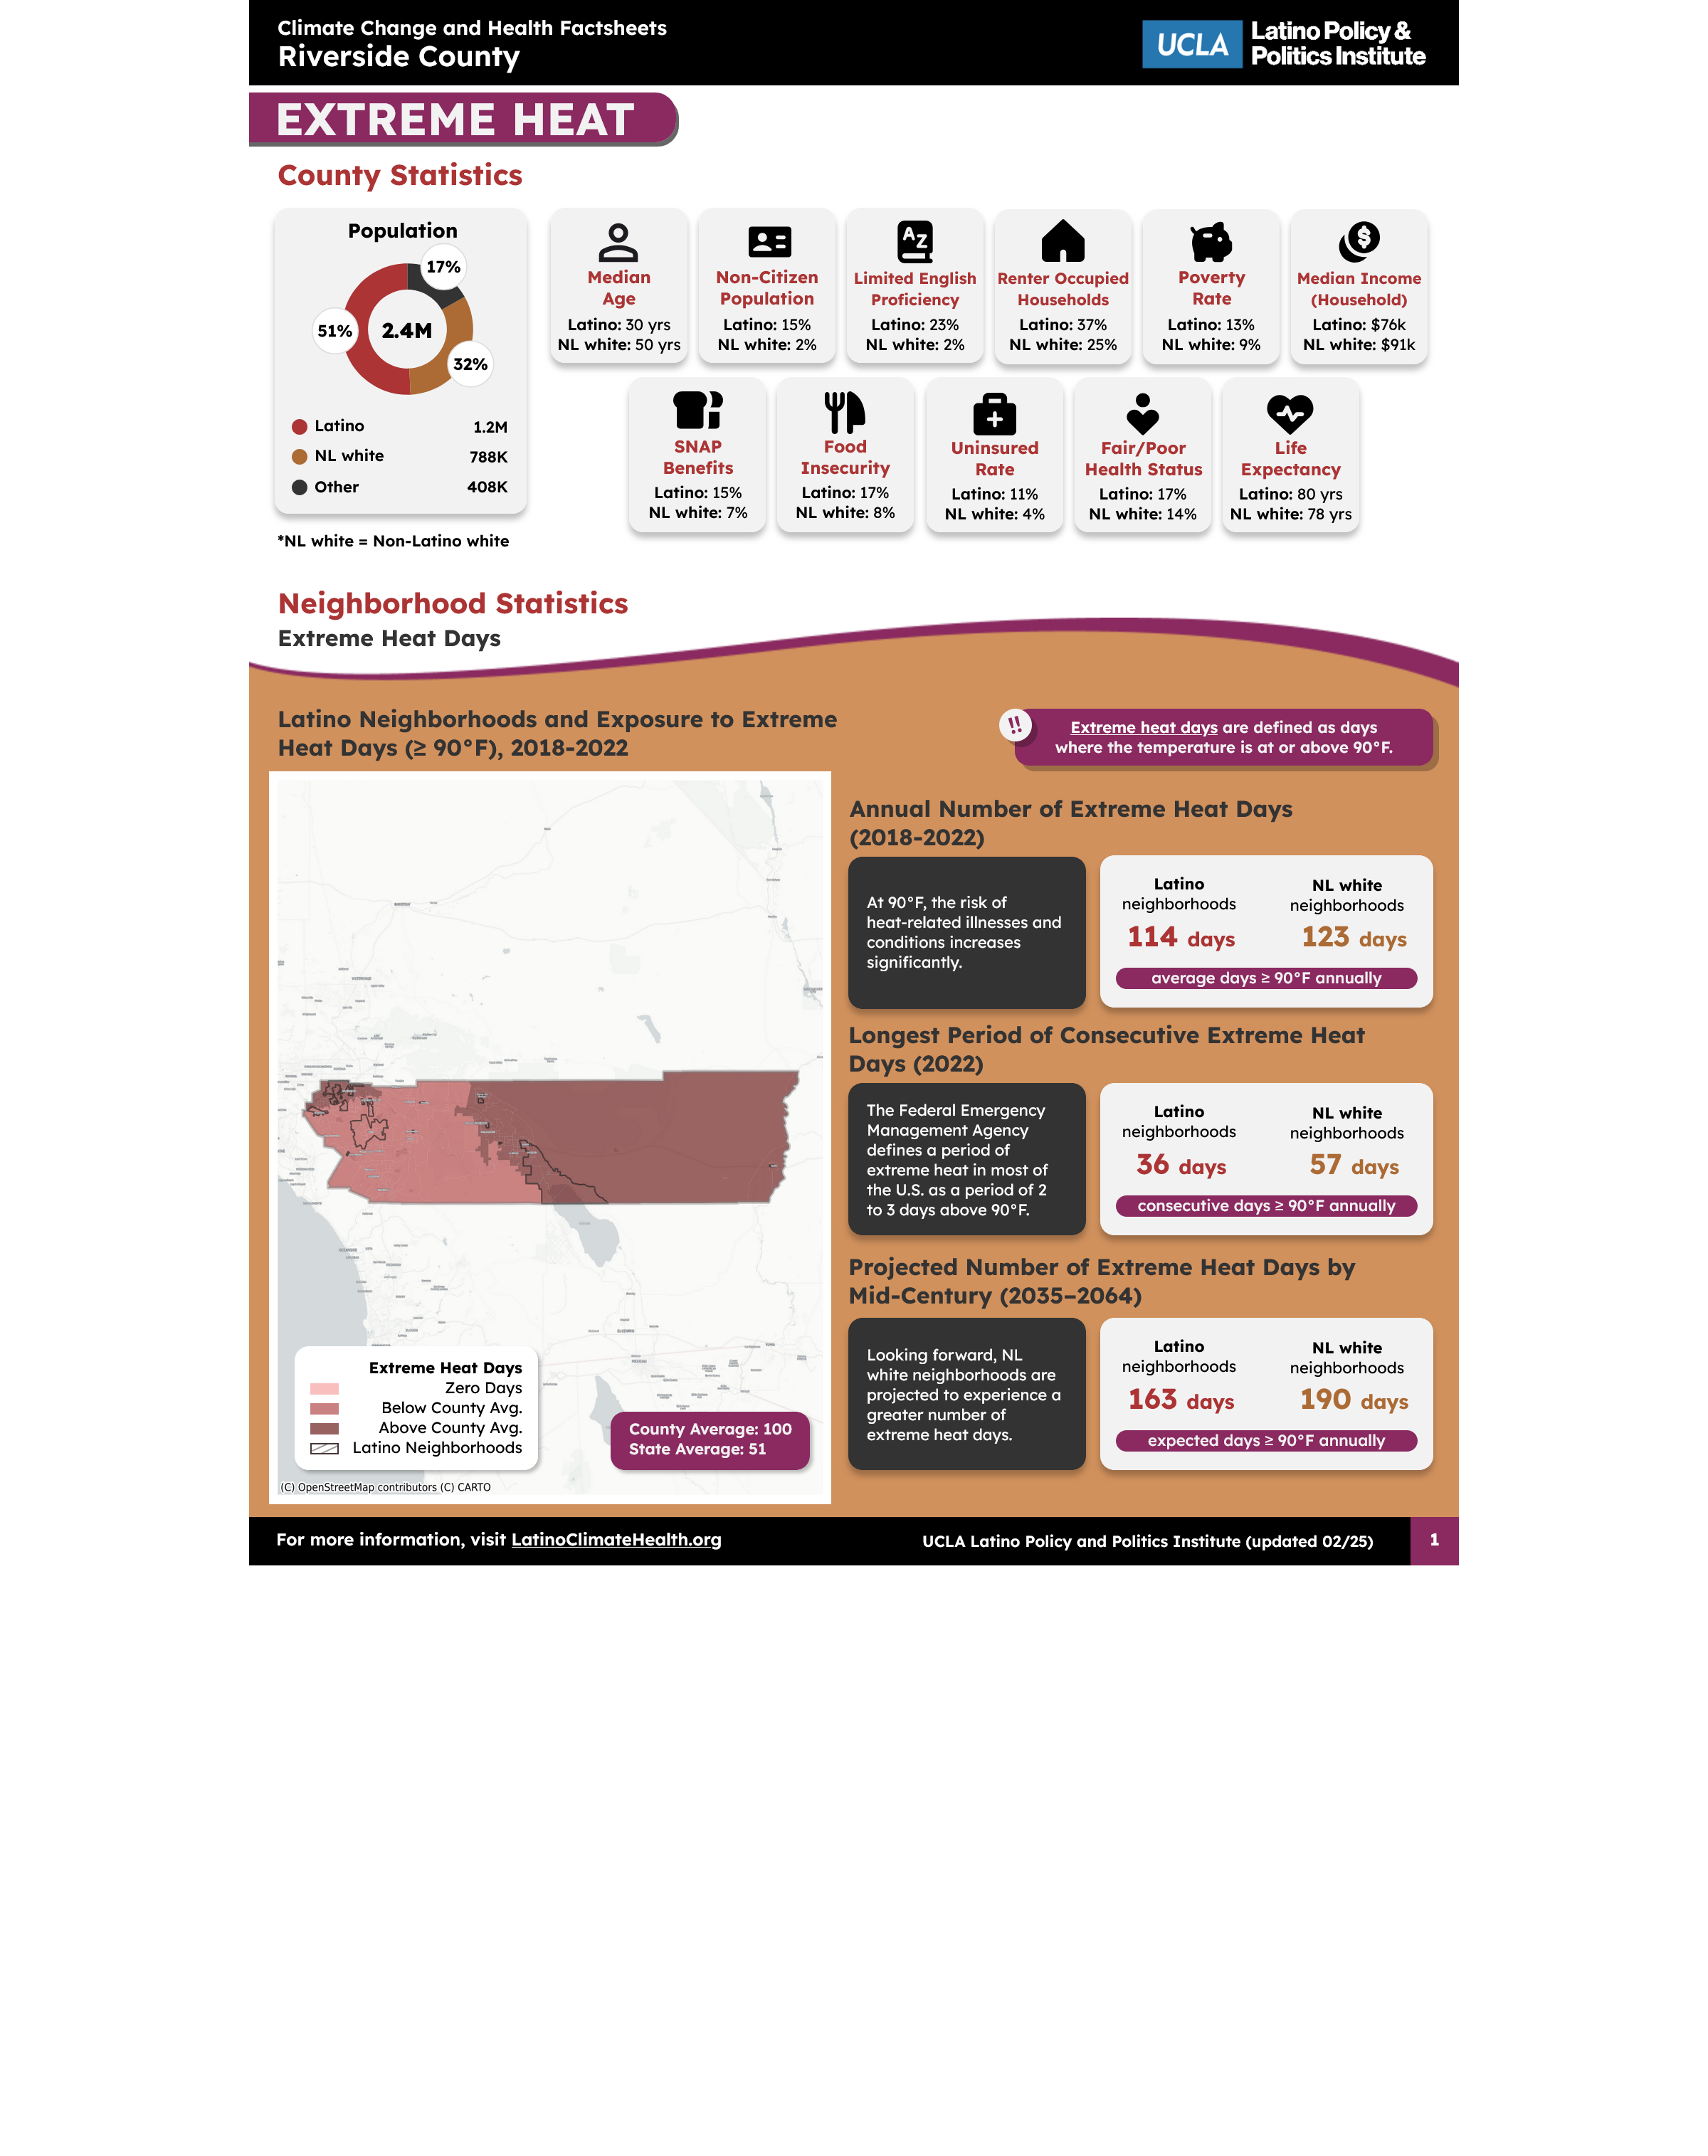 Climate Change and Health Factsheets
Riverside County
UCLA
Latino Policy &
Politics Institute
EXTREME HEAT
County Statistics
Population
17%
51%
2.4M
32%
Latino 1.2M
NL white 788K
Other 408K
*NL white = Non-Latino white
Median
Age
Latino: 30 yrs
NL white: 50 yrs
Non-Citizen
Population
Latino: 15%
NL white: 2%
Limited English
Proficiency
Latino: 23%
NL white: 2%
Renter Occupied
Households
Latino: 37%
NL white: 25%
Poverty
Rate
Latino: 13%
NL white: 9%
Median Income
(Household)
Latino: $76k
NL white: $91k
SNAP
Benefits
Latino: 15%
NL white: 7%
Food
Insecurity
Latino: 17%
NL white: 8%
Uninsured
Rate
Latino: 11%
NL white: 4%
Fair/Poor
Health Status
Latino: 17%
NL white: 14%
Life
Expectancy
Latino: 80 yrs
NL white: 78 yrs
Neighborhood Statistics
Extreme Heat Days
Latino Neighborhoods and Exposure to Extreme
Heat Days (≥ 90°F), 2018-2022
!!
Extreme heat days are defined as days
where the temperature is at or above 90°F.
Extreme Heat Days
Zero Days
Below County Avg.
Above County Avg.
Latino Neighborhoods
County Average: 100
State Average: 51
(C) OpenStreetMap contributors (C) CARTO
Annual Number of Extreme Heat Days
(2018-2022)
At 90°F, the risk of
heat-related illnesses and
conditions increases
significantly.
Latino
neighborhoods
114 days
NL white
neighborhoods
123 days
average days ≥ 90°F annually
Longest Period of Consecutive Extreme Heat
Days (2022)
The Federal Emergency
Management Agency
defines a period of
extreme heat in most of
the U.S. as a period of 2
to 3 days above 90°F.
Latino
neighborhoods
36 days
NL white
neighborhoods
57 days
consecutive days ≥ 90°F annually
Projected Number of Extreme Heat Days by
Mid-Century (2035–2064)
Looking forward, NL
white neighborhoods are
projected to experience a
greater number of
extreme heat days.
Latino
neighborhoods
163 days
NL white
neighborhoods
190 days
expected days ≥ 90°F annually
For more information, visit LatinoClimateHealth.org
UCLA Latino Policy and Politics Institute (updated 02/25)
1